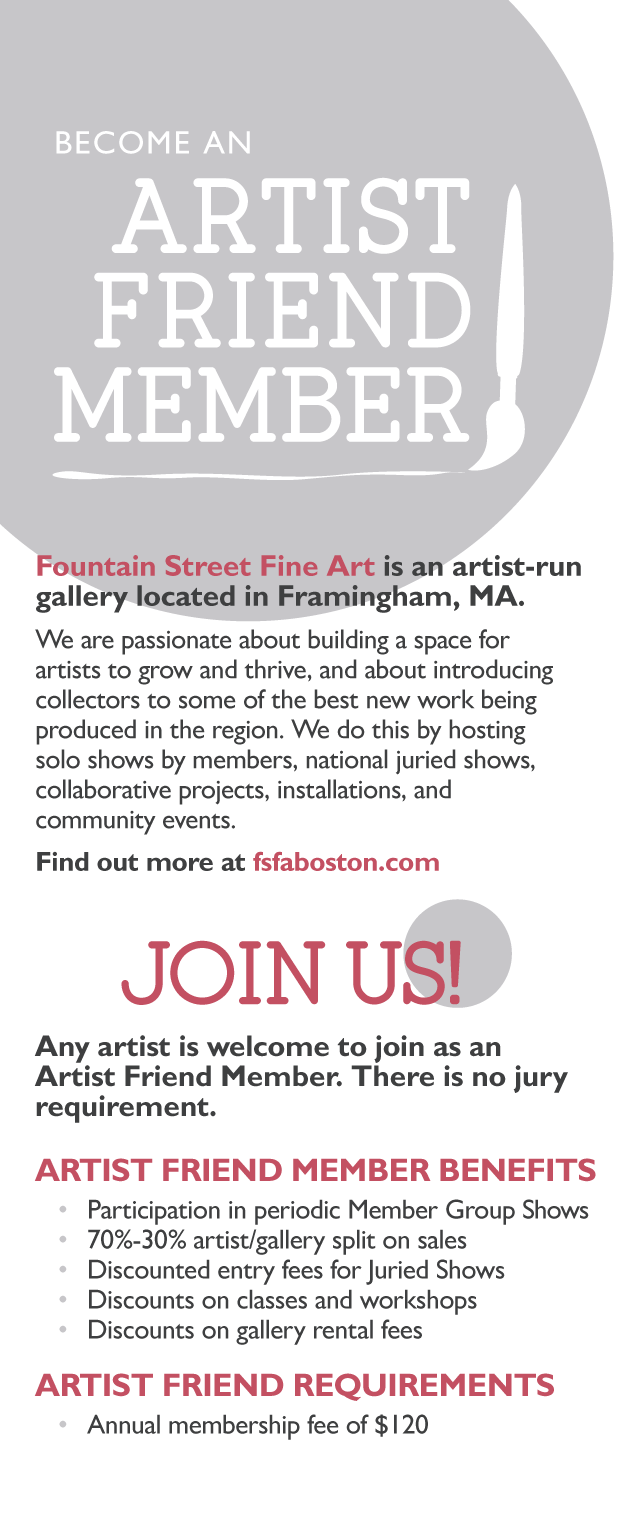 BECOME AN
ARTIST
FRIEND
MEMBER
Fountain Street Fine Art is an artist-run
gallery located in Framingham, MA.
We are passionate about building a space for
artists to grow and thrive, and about introducing
collectors to some of the best new work being
produced in the region. We do this by hosting
solo shows by members, national juried shows,
collaborative projects, installations, and
community events.
Find out more at fsfaboston.com
JOIN US!
Any artist is welcome to join as an
Artist Friend Member. There is no jury
requirement.
ARTIST FRIEND MEMBER BENEFITS
• Participation in periodic Member Group Shows
• 70%-30% artist/gallery split on sales
• Discounted entry fees for Juried Shows
• Discounts on classes and workshops
• Discounts on gallery rental fees
ARTIST FRIEND REQUIREMENTS
• Annual membership fee of $120